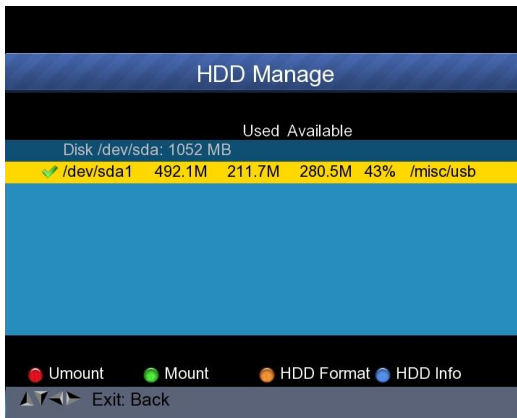 HDD Manage
Used Available
Disk /dev/sda: 1052 MB
/dev/sda1 492.1M 211.7M 280.5M 43% /misc/usb
Umount Mount HDD Format HDD Info
Exit: Back